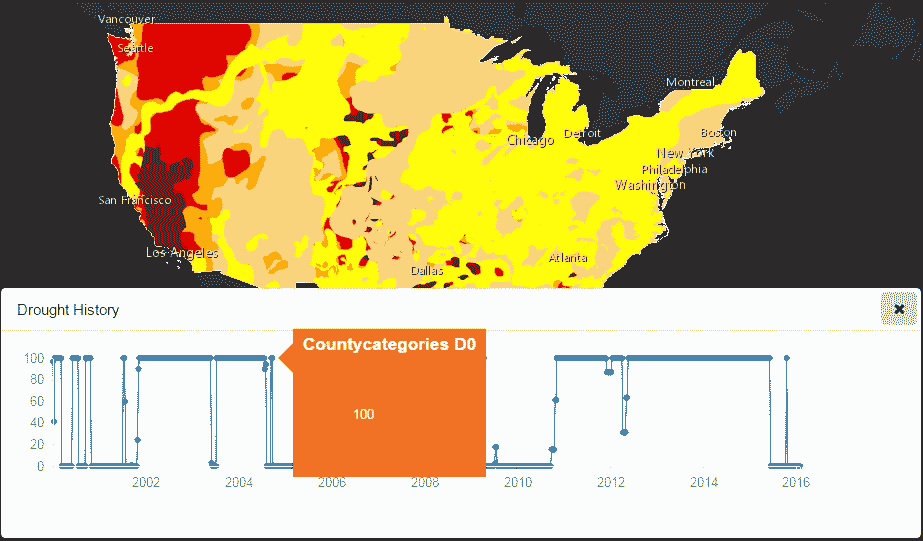 Vancouver
Seattle
Montreal
Chicago
Detroit
Boston
New York
Philadelphia
Washington
San Francisco
Los Angeles
Dallas
Atlanta
Drought History
×
Countycategories D0
100
100
80
60
40
20
0
2002 2004 2006 2008 2010 2012 2014 2016